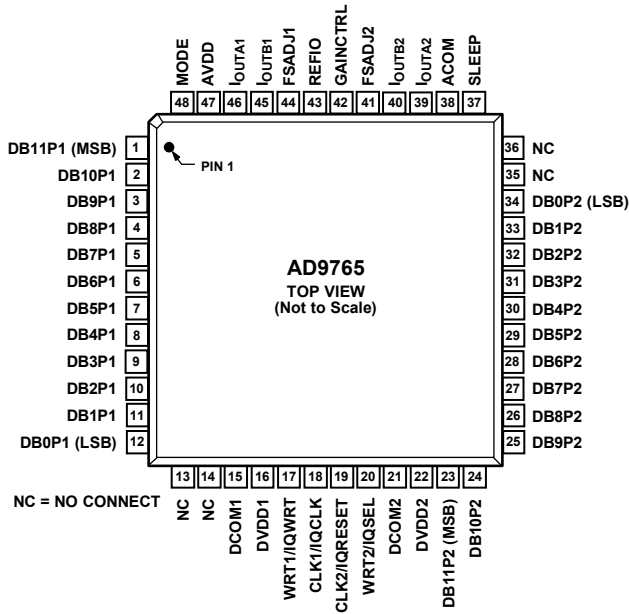 MODE
AVDD
IOUTA1
IOUTB1
FSADJ1
REFIO
GAINCTRL
FSADJ2
IOUTB2
IOUTA2
ACOM
SLEEP
48 47 46 45 44 43 42 41 40 39 38 37
DB11P1 (MSB) 1
DB10P1 2
DB9P1 3
DB8P1 4
DB7P1 5
DB6P1 6
DB5P1 7
DB4P1 8
DB3P1 9
DB2P1 10
DB1P1 11
DB0P1 (LSB) 12
PIN 1
AD9765
TOP VIEW
(Not to Scale)
36 NC
35 NC
34 DB0P2 (LSB)
33 DB1P2
32 DB2P2
31 DB3P2
30 DB4P2
29 DB5P2
28 DB6P2
27 DB7P2
26 DB8P2
25 DB9P2
13 14 15 16 17 18 19 20 21 22 23 24
NC
NC
DCOM1
DVDD1
WRT1/IQWRT
CLK1/IQCLK
CLK2/IQRESET
WRT2/IQSEL
DCOM2
DVDD2
DB11P2 (MSB)
DB10P2
NC = NO CONNECT